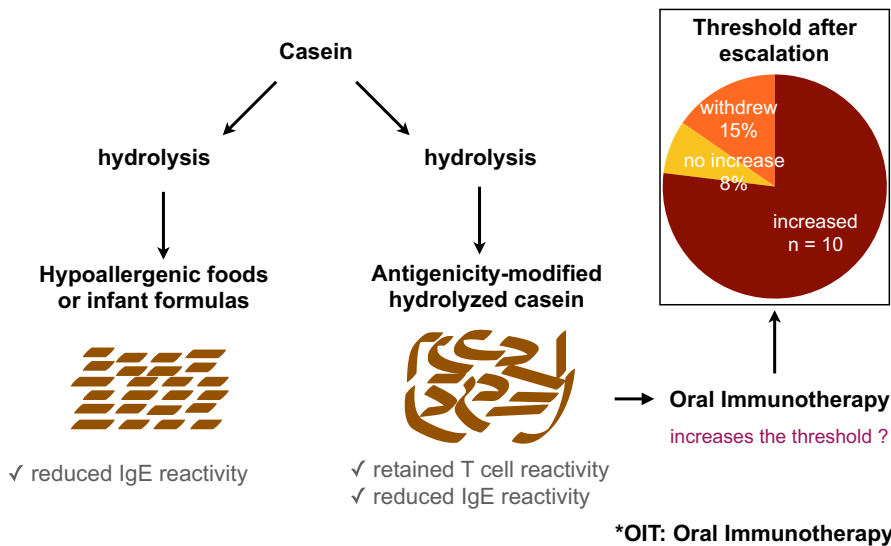 Casein
hydrolysis
hydrolysis
Hypoallergenic foods
or infant formulas
Antigenicity-modified
hydrolyzed casein
✓ reduced IgE reactivity
✓ retained T cell reactivity
✓ reduced IgE reactivity
Threshold after
escalation
withdrew
15%
no increase
8%
increased
n = 10
Oral Immunotherapy
increases the threshold ?
*OIT: Oral Immunotherapy